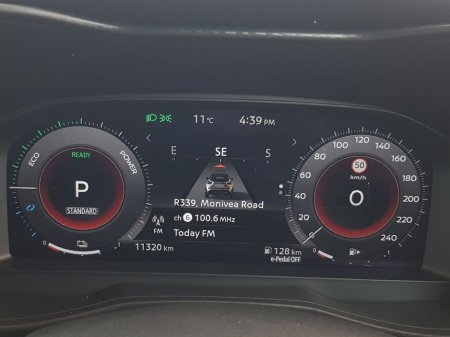 11°C 4:39 PM
E SE S
ECO READY POWER
P
STANDARD
R339, Monivea Road
ch 6 100.6 MHz
FM Today FM
11320 km
128 km
e-Pedal OFF
0 20 40 60 80 100 120 140 160 180 200 220 240
50
km/h
0